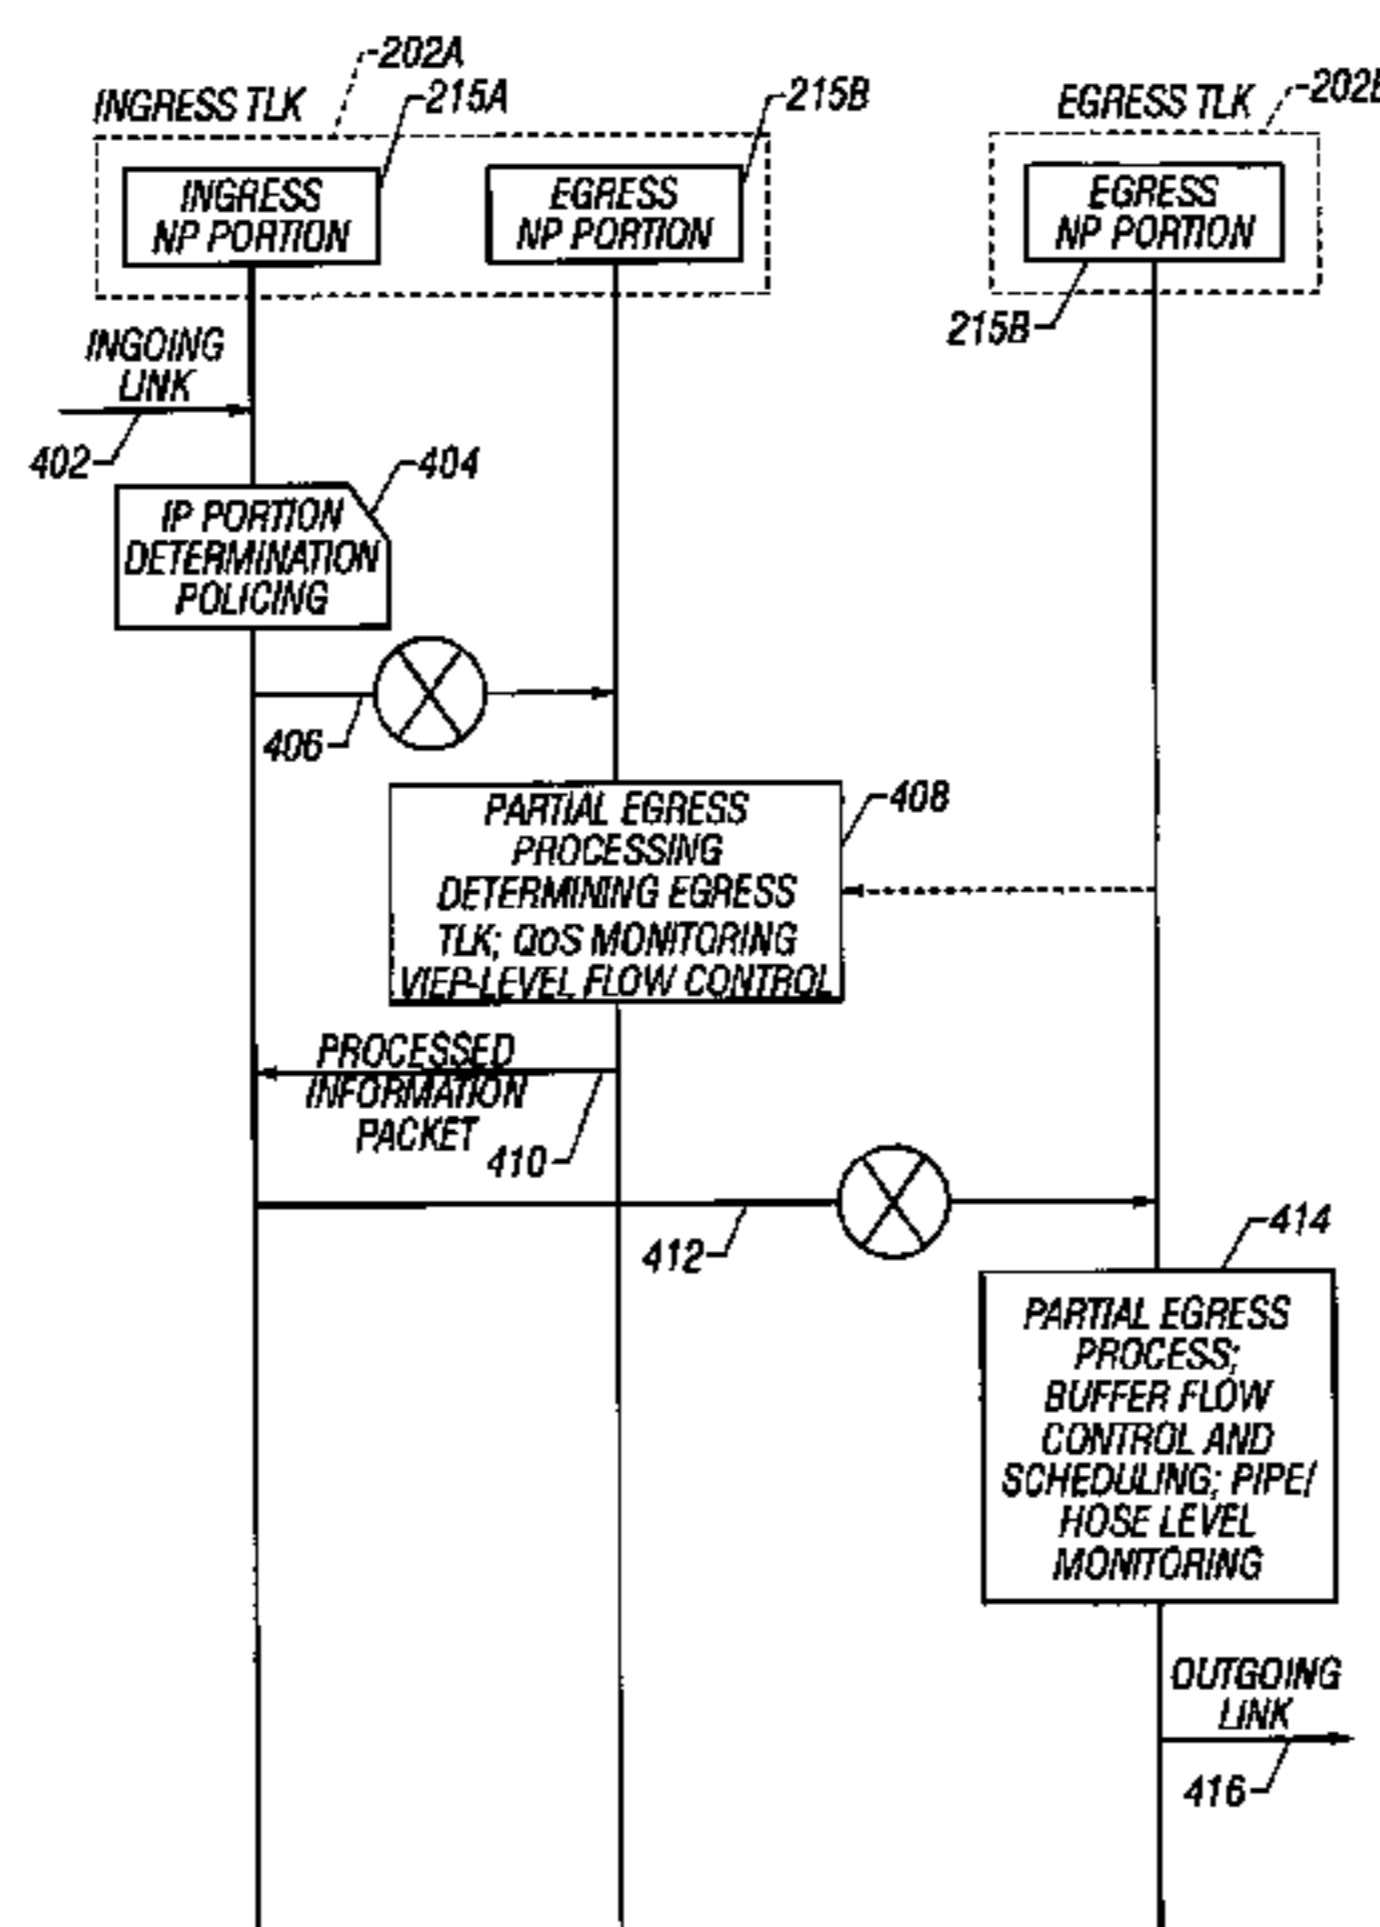 202A
INGRESS TLK
215A
215B
EGRESS TLK
202B
INGRESS
NP PORTION
EGRESS
NP PORTION
EGRESS
NP PORTION
215B
INGOING
LINK
402
404
IP PORTION
DETERMINATION
POLICING
406
408
PARTIAL EGRESS
PROCESSING
DETERMINING EGRESS
TLK; QoS MONITORING
VIEP-LEVEL FLOW CONTROL
PROCESSED
INFORMATION
PACKET
410
412
414
PARTIAL EGRESS
PROCESS;
BUFFER FLOW
CONTROL AND
SCHEDULING; PIPE/
HOSE LEVEL
MONITORING
OUTGOING
LINK
416